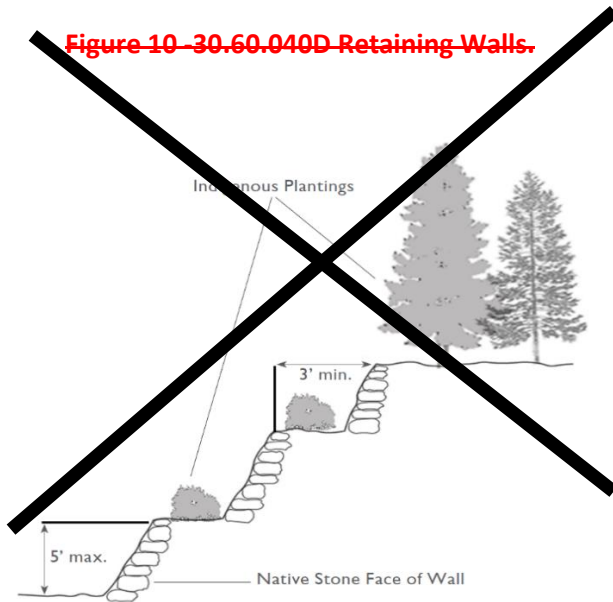 Figure 10 -30.60.040D Retaining Walls.
Plantings
3' min.
5' max.
Native Stone Face of Wall